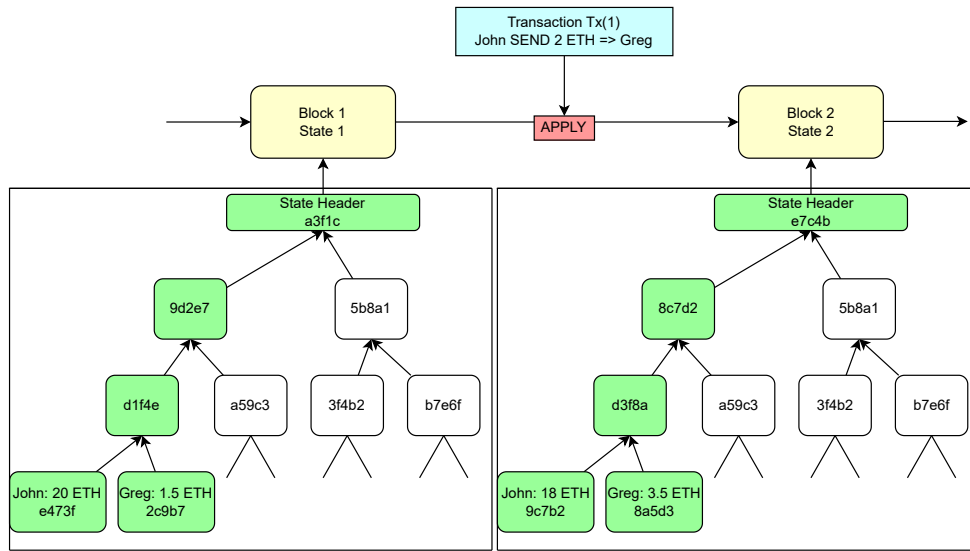 Transaction Tx(1)
John SEND 2 ETH => Greg
Block 1
State 1
APPLY
Block 2
State 2
State Header
a3f1c
9d2e7
5b8a1
d1f4e
a59c3
3f4b2
b7e6f
John: 20 ETH
e473f
Greg: 1.5 ETH
2c9b7
State Header
e7c4b
8c7d2
5b8a1
d3f8a
a59c3
3f4b2
b7e6f
John: 18 ETH
9c7b2
Greg: 3.5 ETH
8a5d3